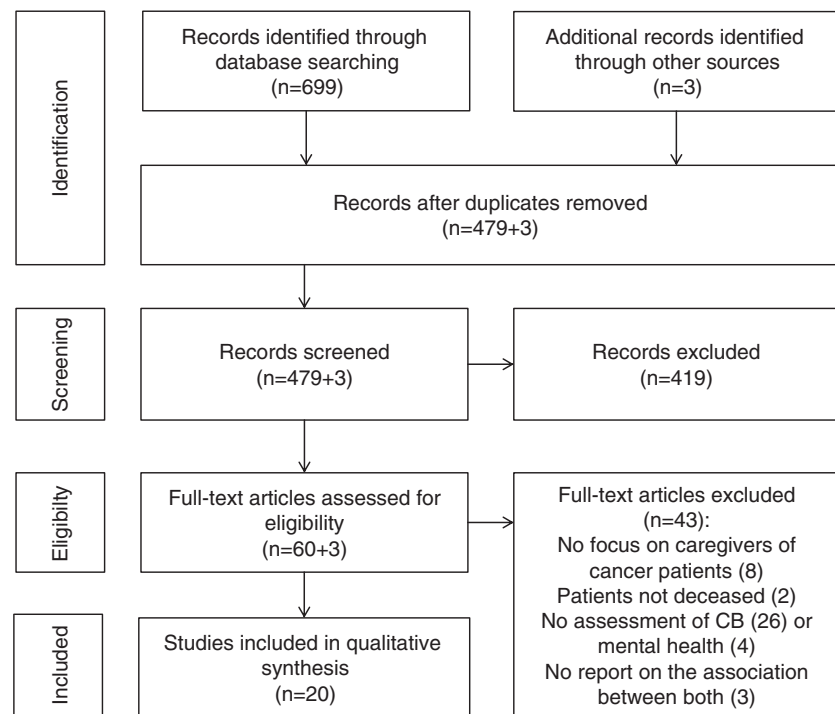 Identification
Records identified through
database searching
(n=699)
Additional records identified
through other sources
(n=3)
Records after duplicates removed
(n=479+3)
Screening
Records screened
(n=479+3)
Records excluded
(n=419)
Eligibilty
Full-text articles assessed for
eligibility
(n=60+3)
Full-text articles excluded
(n=43):
No focus on caregivers of
cancer patients (8)
Patients not deceased (2)
No assessment of CB (26) or
mental health (4)
No report on the association
between both (3)
Included
Studies included in qualitative
synthesis
(n=20)